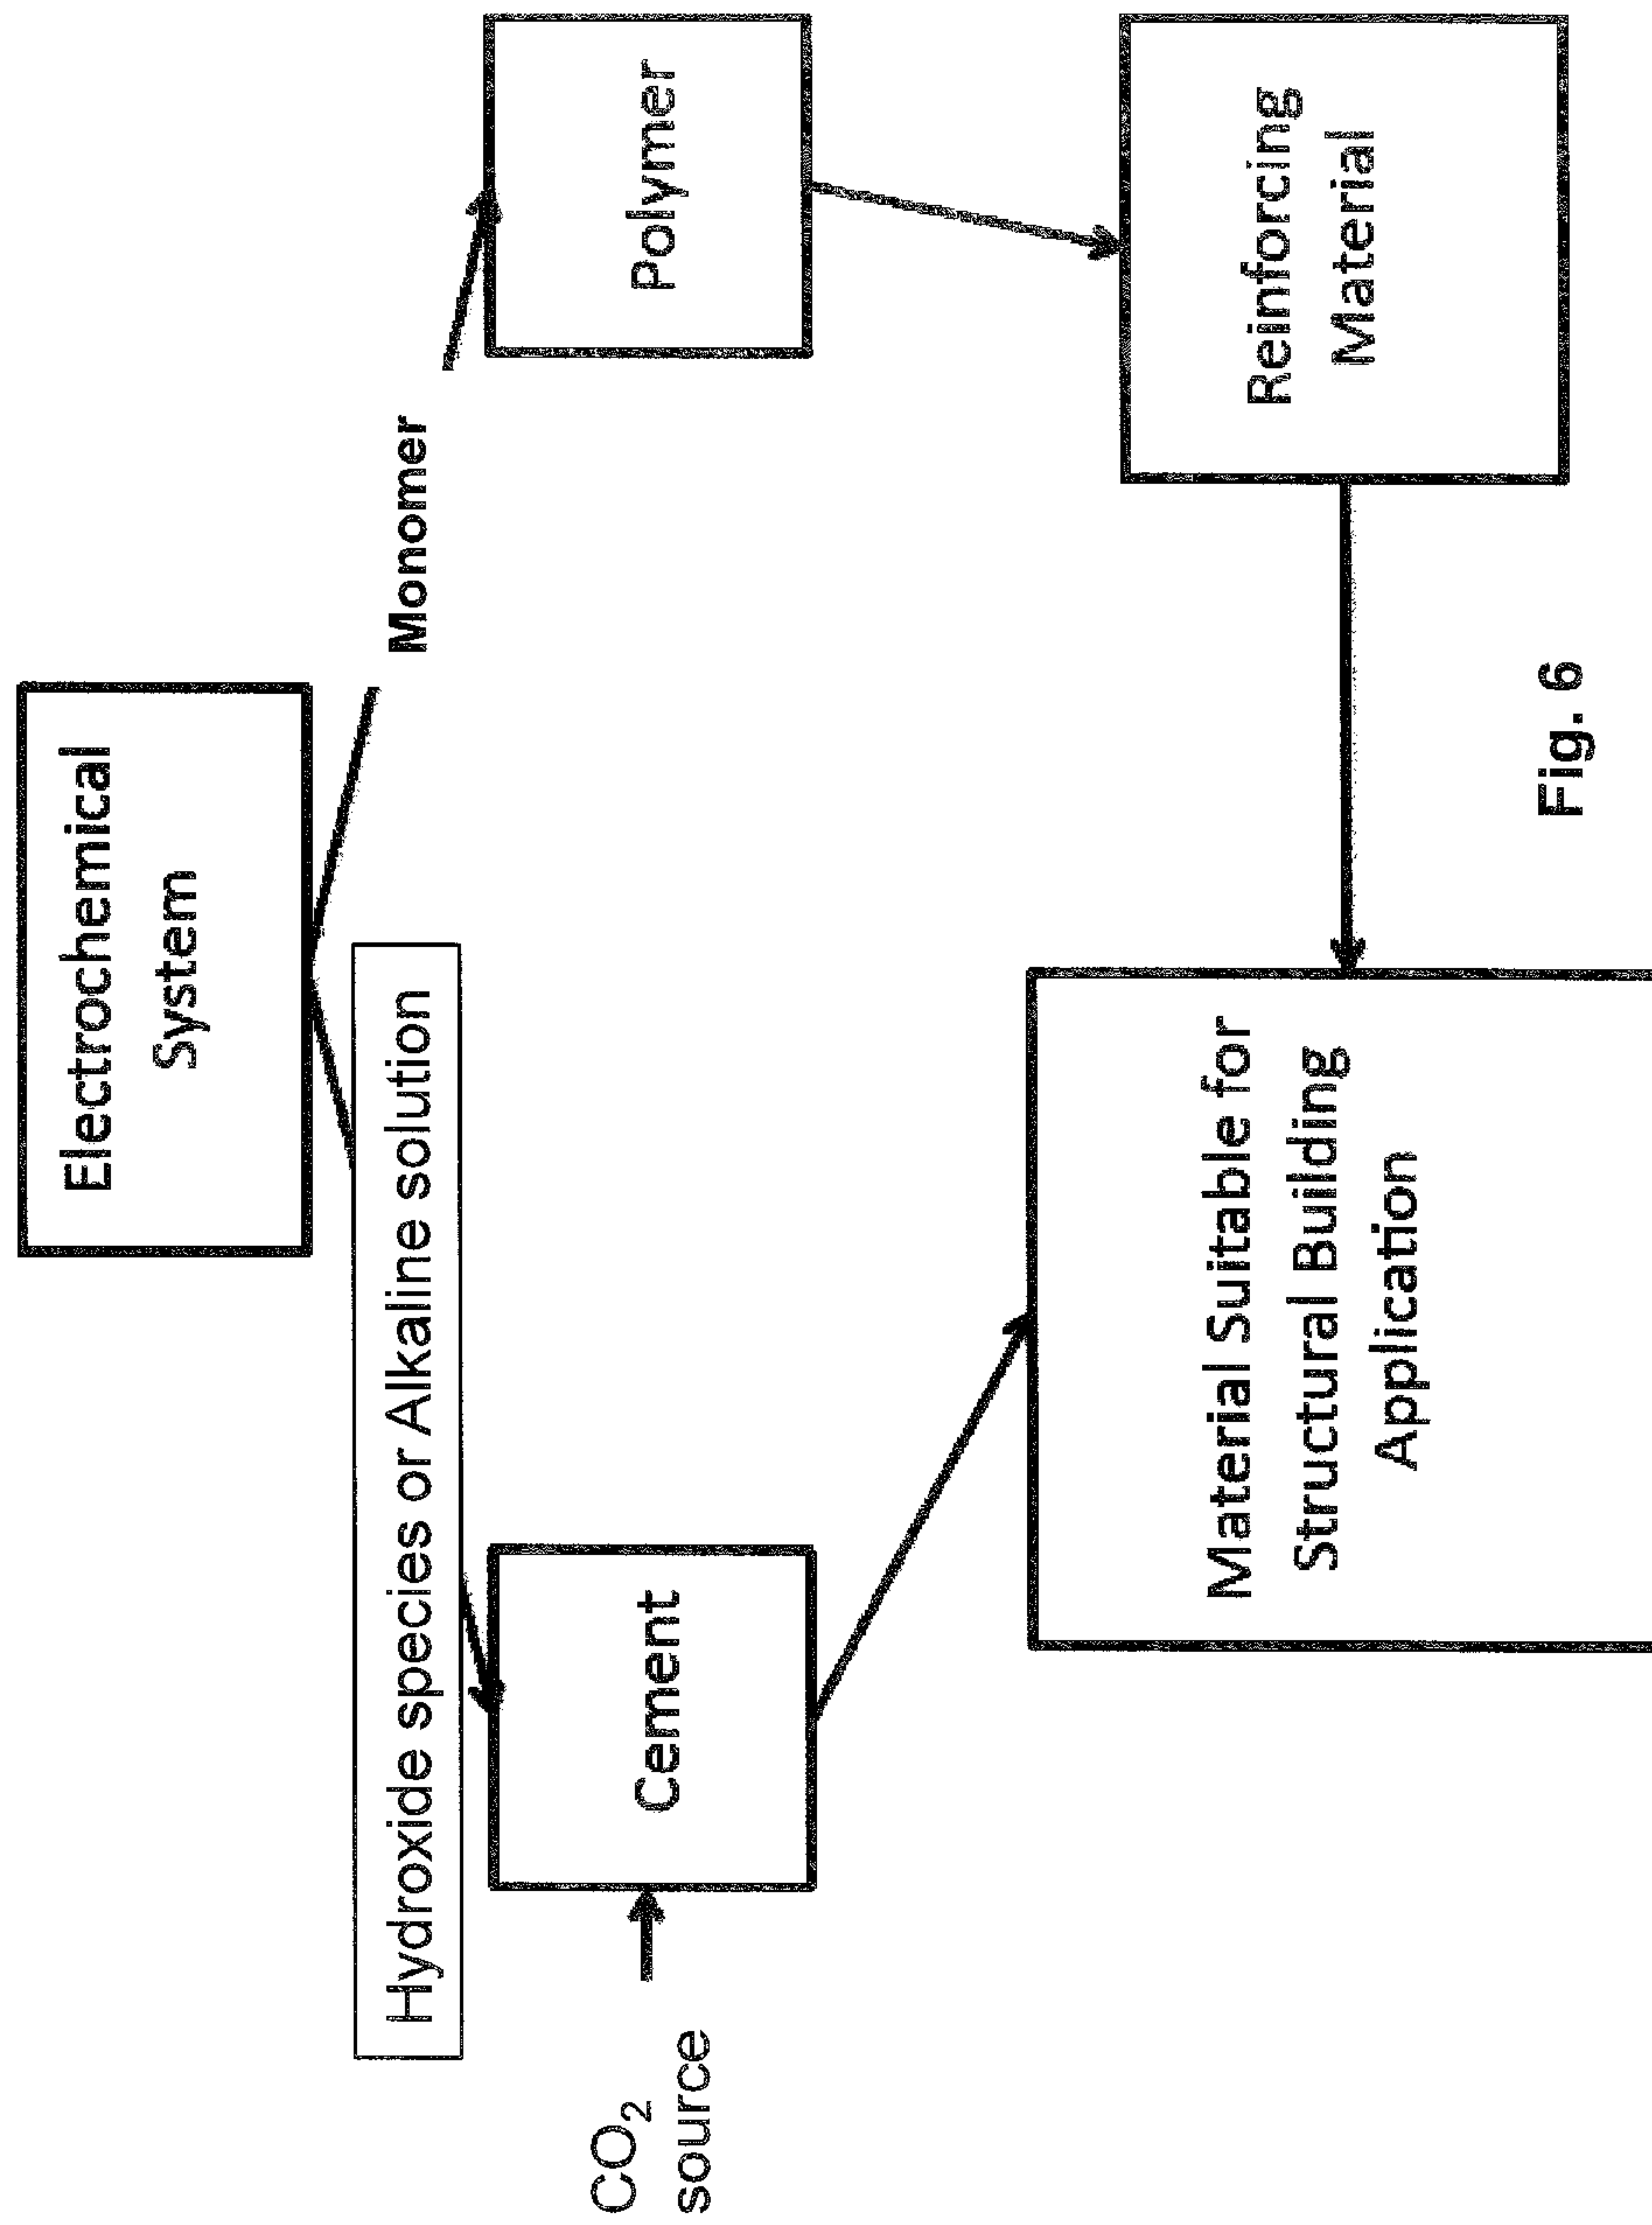 Electrochemical
System
Hydroxide species or Alkaline solution
Monomer
CO₂
source
Cement
Polymer
Material Suitable for
Structural Building
Application
Reinforcing
Material
Fig. 6